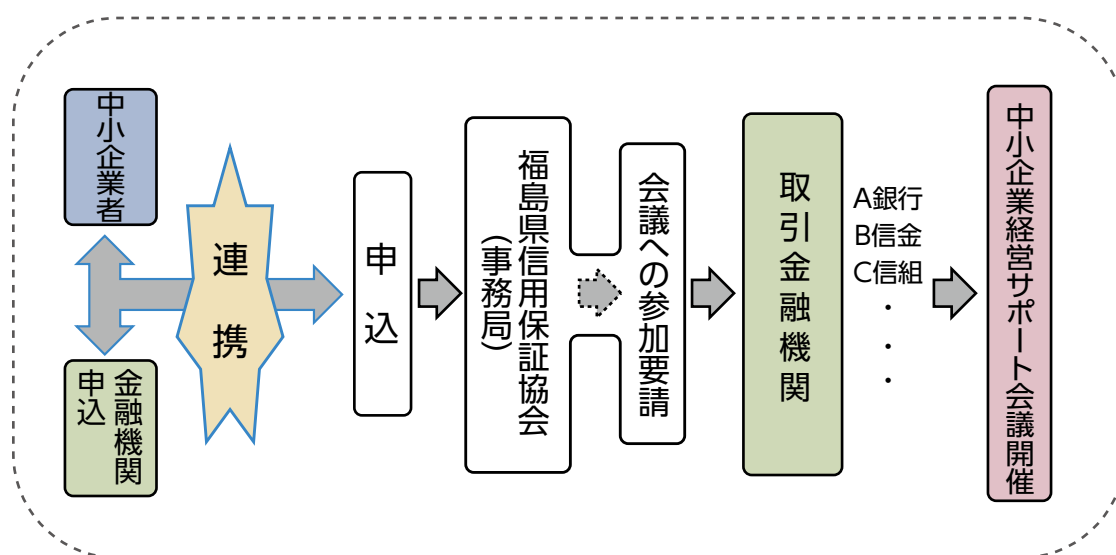 中小企業者
連携
金融機関
申込
申込
福島県信用保証協会
(事務局)
会議への参加要請
取引金融機関
A銀行
B信金
C信組
・
・
・
中小企業経営サポート会議開催